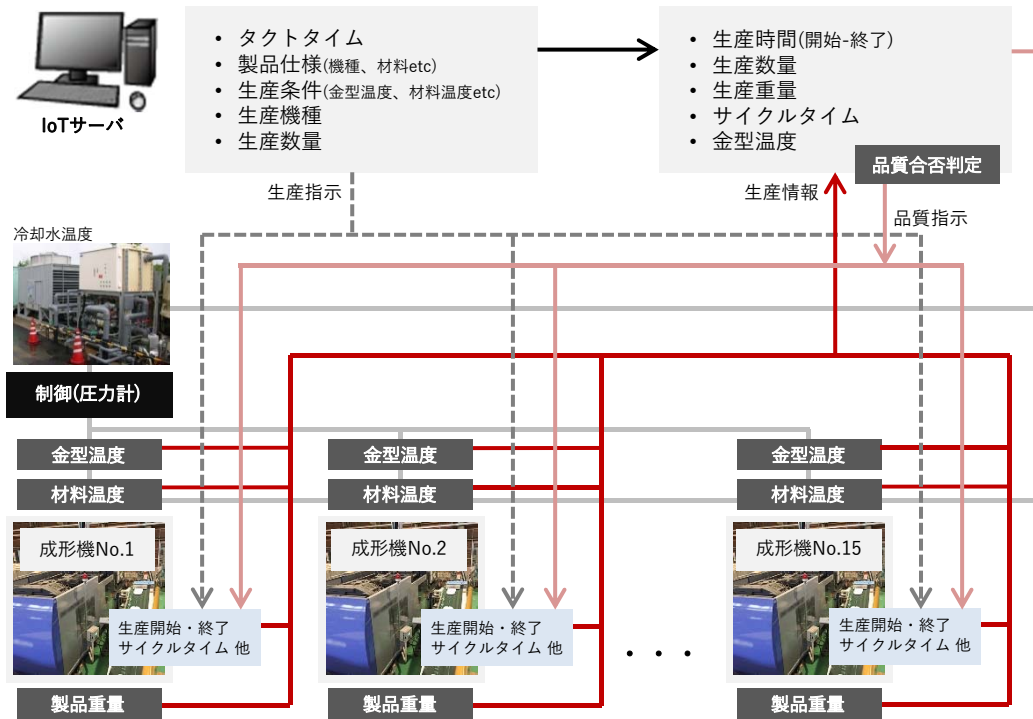 IoTサーバ
• タクトタイム
• 製品仕様(機種、材料etc)
• 生産条件(金型温度、材料温度etc)
• 生産機種
• 生産数量
• 生産時間(開始-終了)
• 生産数量
• 生産重量
• サイクルタイム
• 金型温度
品質合否判定
生産指示
生産情報
品質指示
冷却水温度
制御(圧力計)
金型温度
材料温度
成形機No.1
生産開始・終了
サイクルタイム 他
製品重量
金型温度
材料温度
成形機No.2
生産開始・終了
サイクルタイム 他
製品重量
・・・
金型温度
材料温度
成形機No.15
生産開始・終了
サイクルタイム 他
製品重量